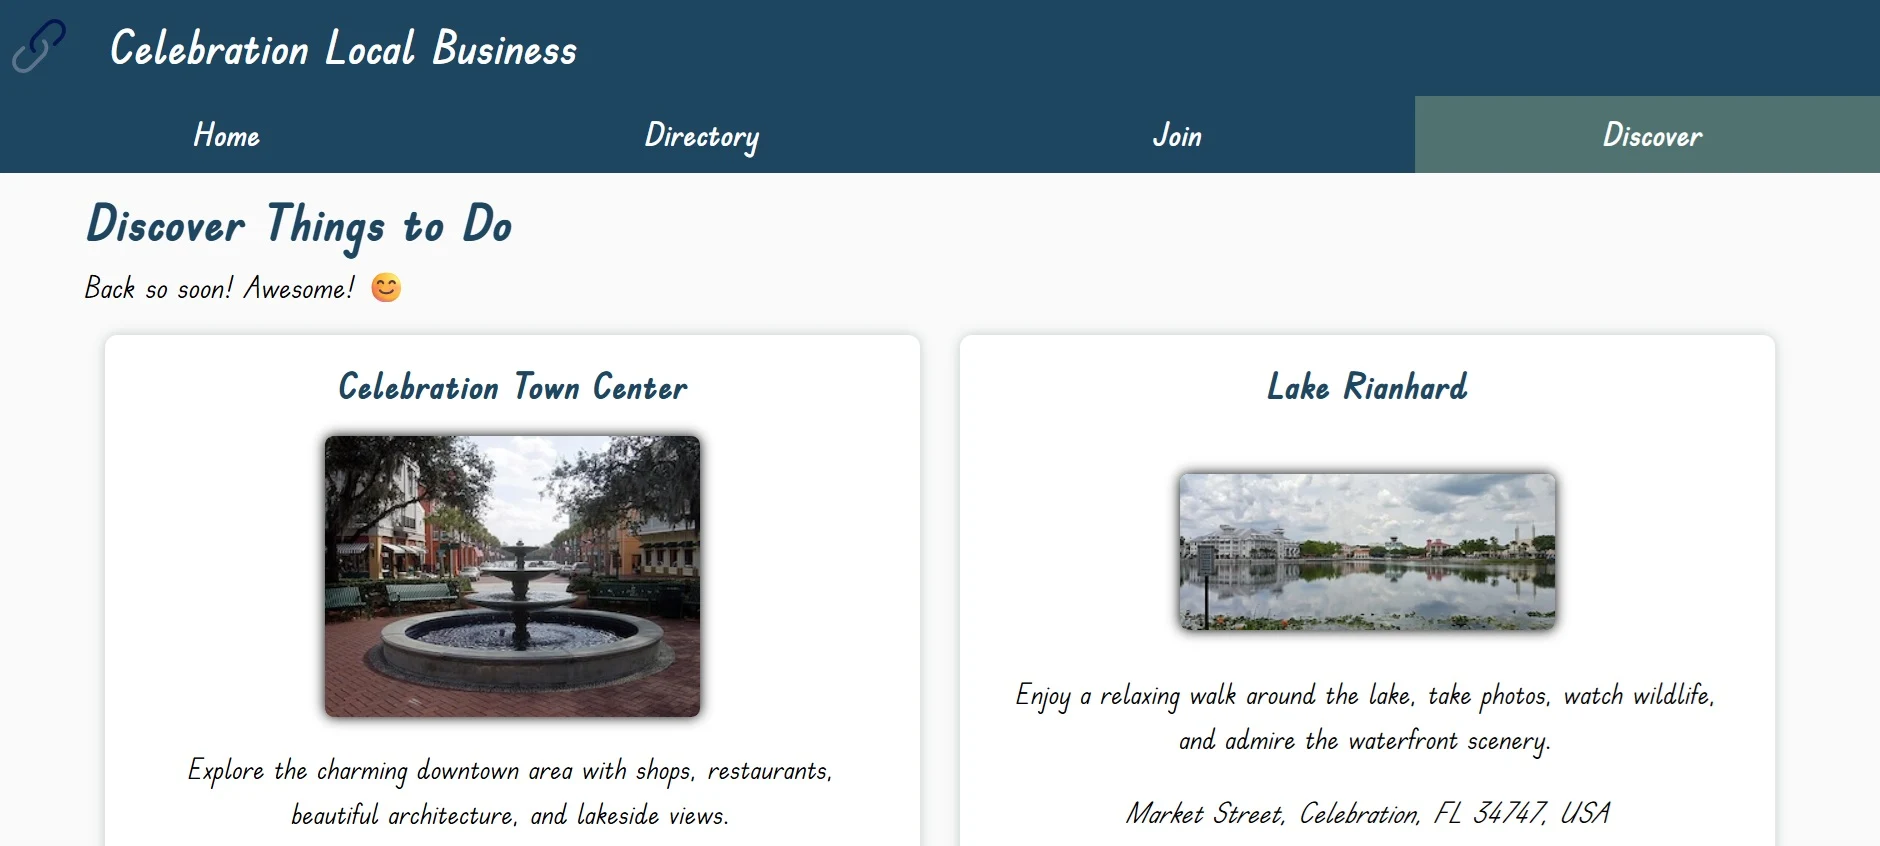 Celebration Local Business
Home
Directory
Join
Discover
Discover Things to Do
Back so soon! Awesome! 😊
Celebration Town Center
Explore the charming downtown area with shops, restaurants,
beautiful architecture, and lakeside views.
Lake Rianhard
Enjoy a relaxing walk around the lake, take photos, watch wildlife,
and admire the waterfront scenery.
Market Street, Celebration, FL 34747, USA